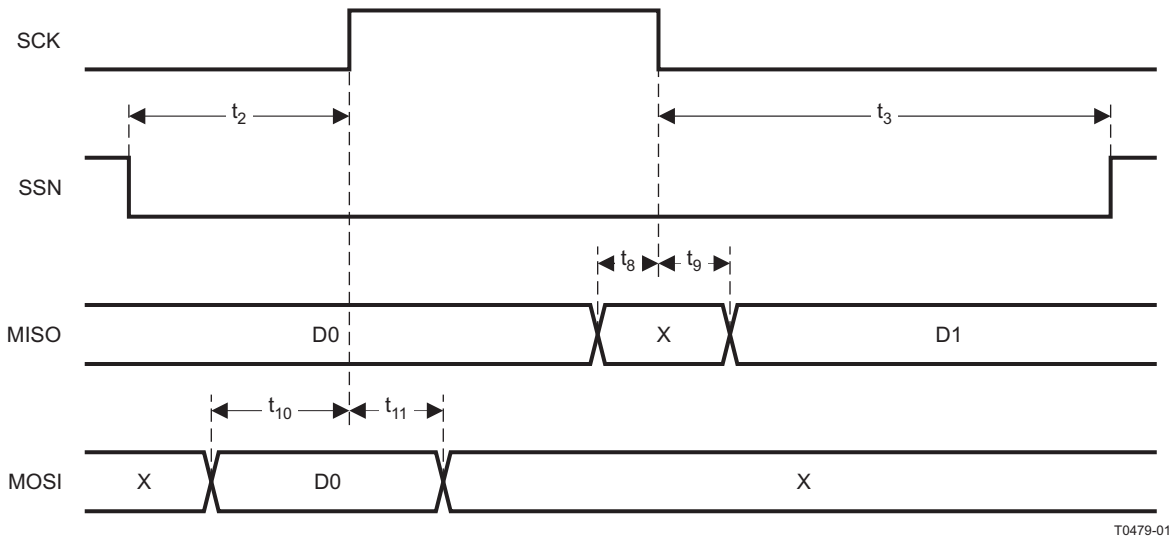 SCK
t2
t3
SSN
t8
t9
MISO
D0
X
D1
t10
t11
MOSI
X
D0
X
T0479-01